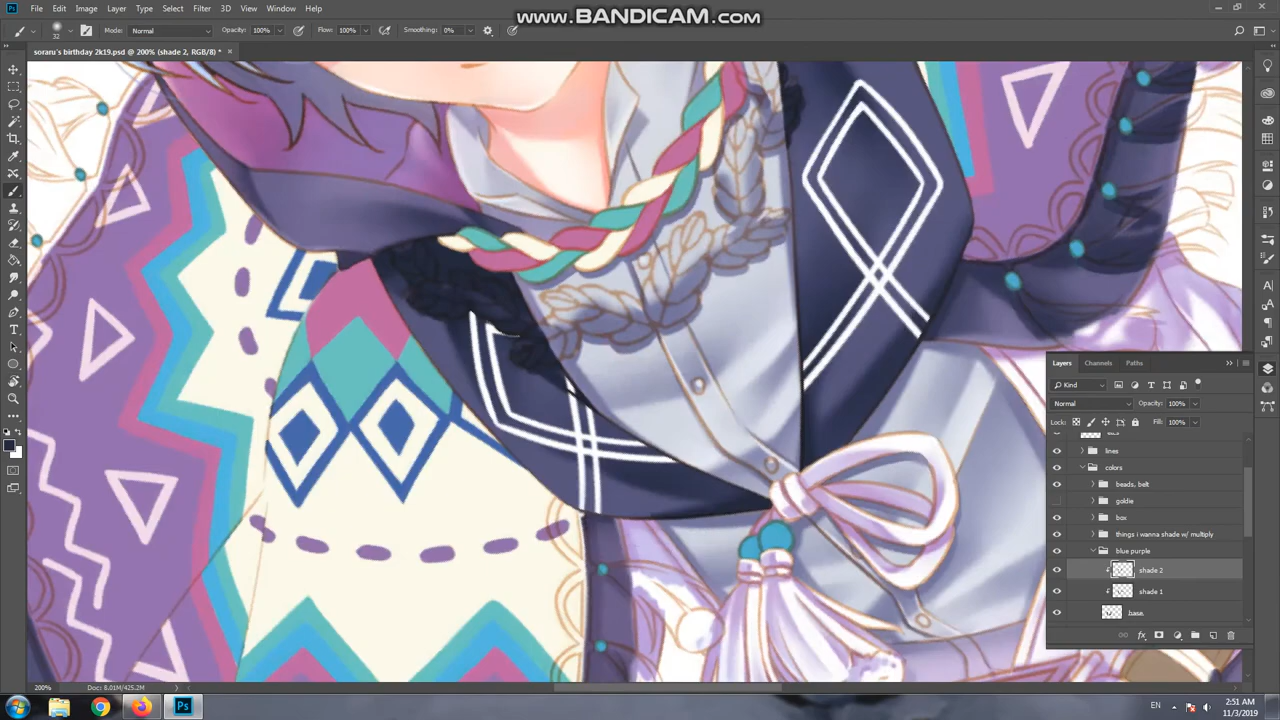 www.BANDICAM.com
Ps File Edit Image Layer Type Select Filter 3D View Window Help
32 Mode: Normal Opacity: 100% Flow: 100% Smoothing: 0%
soraru's birthday 2k19.psd @ 200% (shade 2, RGB/8) *
Layers Channels Paths
Kind
Normal Opacity: 100%
Lock: Fill: 100%
lines
colors
beads, belt
goldie
box
things i wanna shade w/ multiply
blue purple
shade 2
shade 1
base
200% Doc: 8.01M/425.2M
Ps EN 2:51 AM
11/3/2019